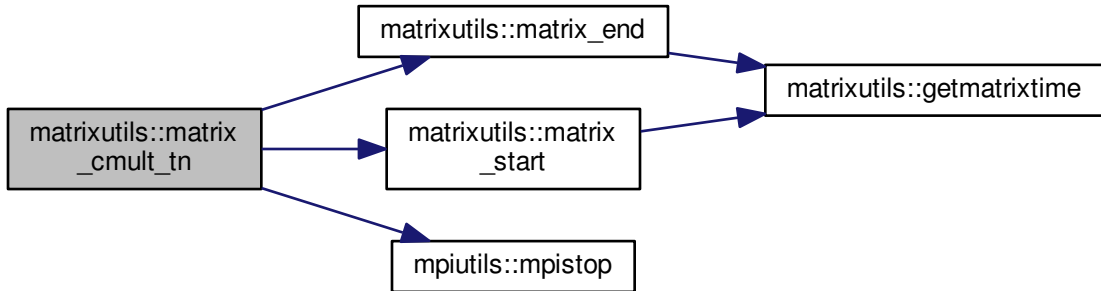 matrixutils::matrix_end
matrixutils::getmatrixtime
matrixutils::matrix
_cmult_tn
matrixutils::matrix
_start
mpiutils::mpistop